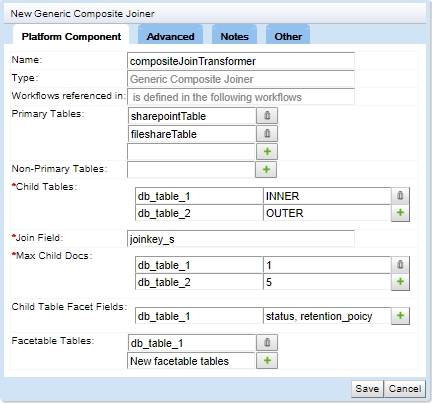 New Generic Composite Joiner
Platform Component Advanced Notes Other
Name: compositeJoinTransformer
Type: Generic Composite Joiner
Workflows referenced in: is defined in the following workflows
Primary Tables: sharepointTable
fileshareTable
Non-Primary Tables:
*Child Tables
db_table_1 INNER
db_table_2 OUTER
*Join Field: joinkey_s
*Max Child Docs:
db_table_1 1
db_table_2 5
Child Table Facet Fields:
db_table_1 status, retention_poicy
Facetable Tables: db_table_1
New facetable tables
Save Cancel